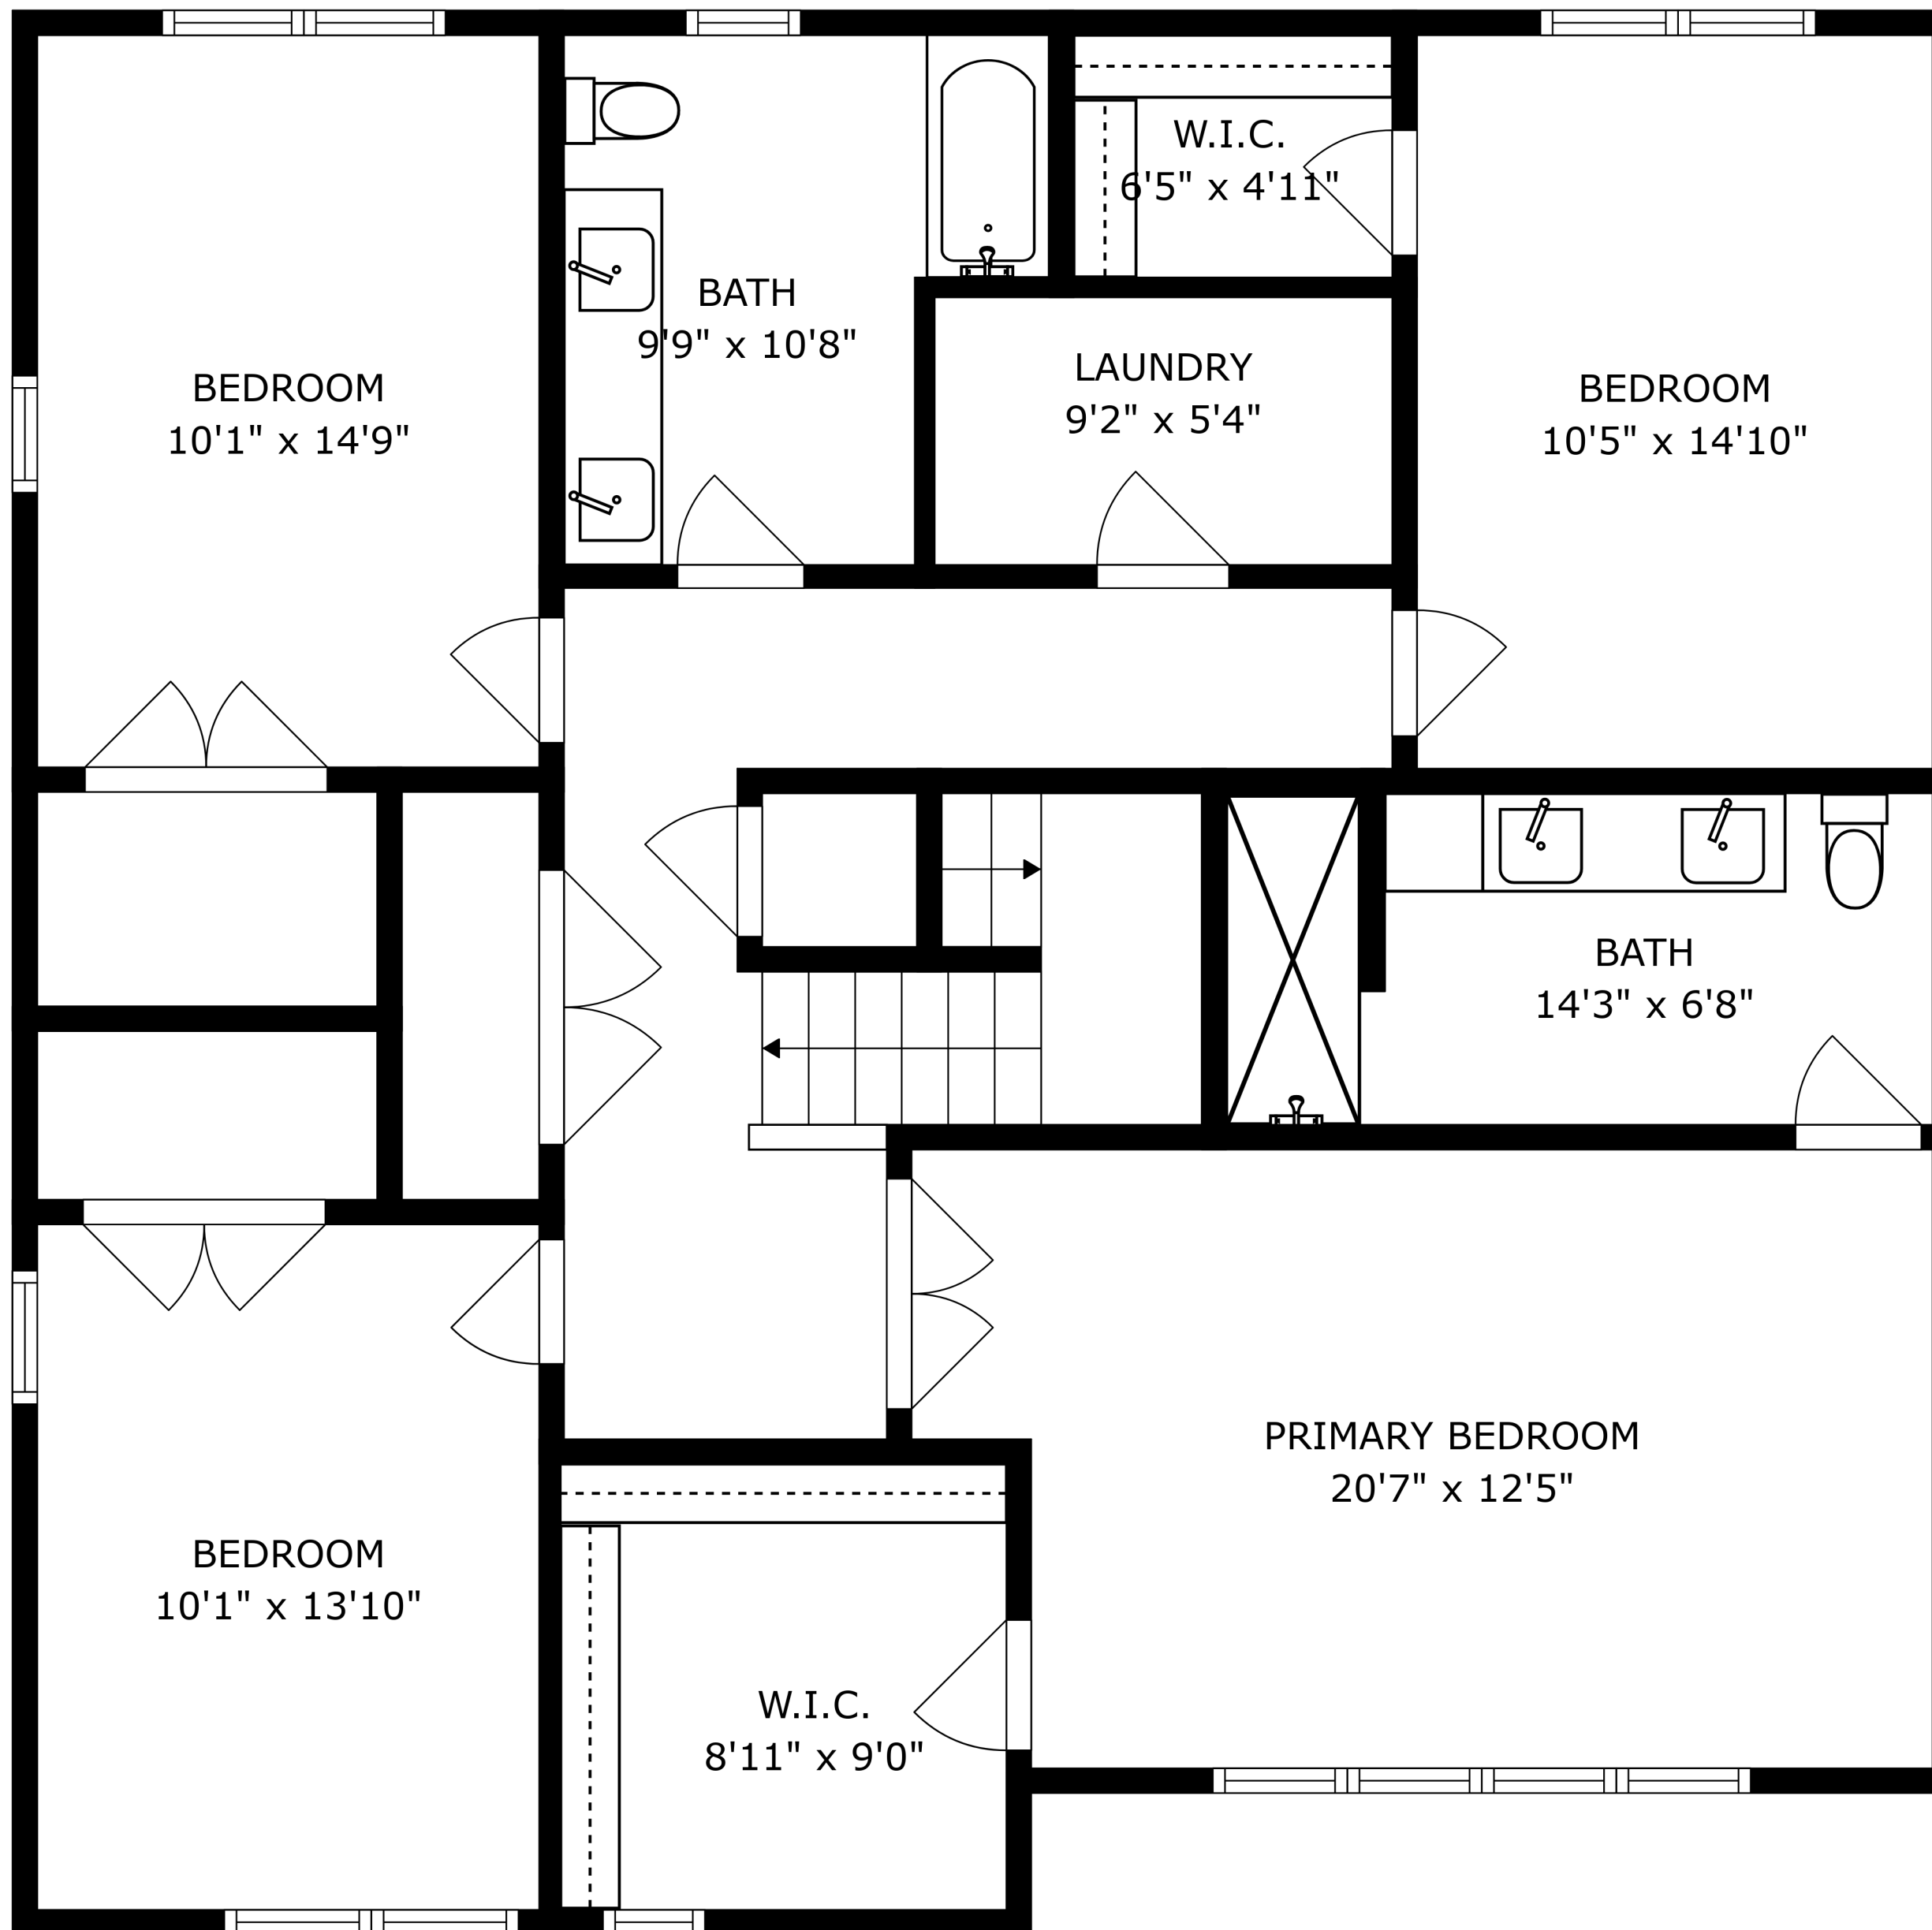 W.I.C.
6'5" x 4'11"
BATH
9'9" x 10'8"
LAUNDRY
9'2" x 5'4"
BEDROOM
10'1" x 14'9"
BEDROOM
10'5" x 14'10"
BATH
14'3" x 6'8"
PRIMARY BEDROOM
20'7" x 12'5"
BEDROOM
10'1" x 13'10"
W.I.C.
8'11" x 9'0"